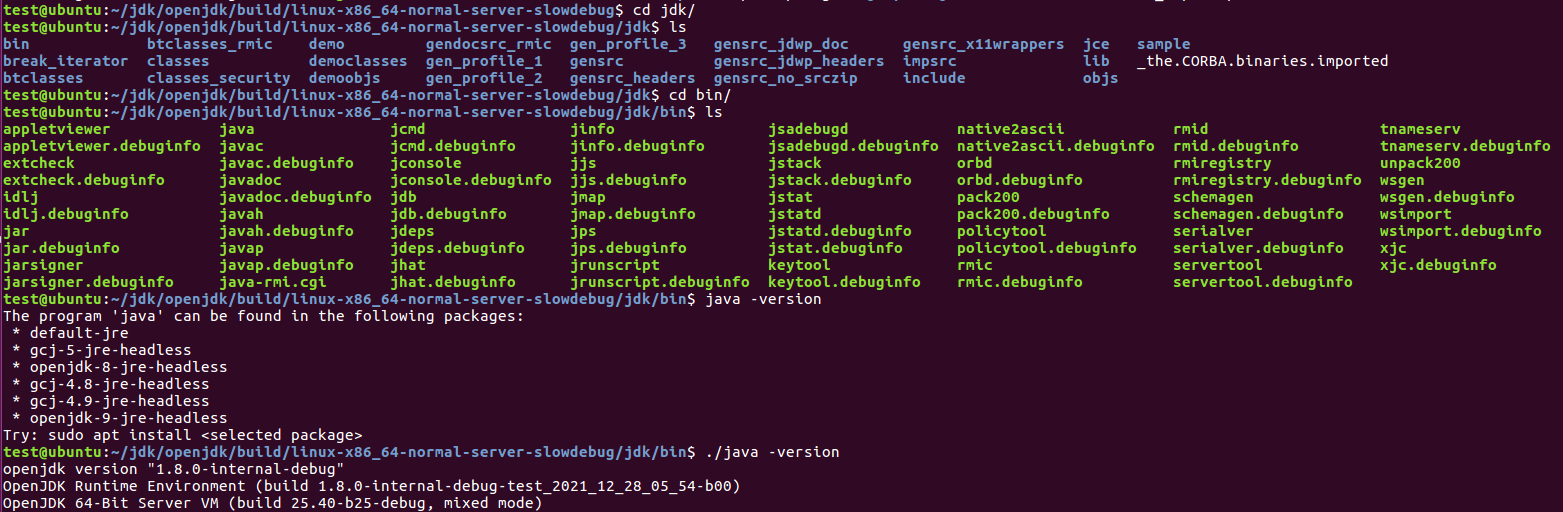 test@ubuntu:~/jdk/openjdk/build/linux-x86_64-normal-server-slowdebug$ cd jdk/
test@ubuntu:~/jdk/openjdk/build/linux-x86_64-normal-server-slowdebug/jdk$ ls
bin btclasses_rmic demo gendocsrc_rmic gen_profile_3 gensrc_jdwp_doc gensrc_x11wrappers jce sample
break_iterator classes democlasses gen_profile_1 gensrc gensrc_jdwp_headers impsrc lib _the.CORBA.binaries.imported
btclasses classes_security demoobjs gen_profile_2 gensrc_headers gensrc_no_srczip include objs
test@ubuntu:~/jdk/openjdk/build/linux-x86_64-normal-server-slowdebug/jdk$ cd bin/
test@ubuntu:~/jdk/openjdk/build/linux-x86_64-normal-server-slowdebug/jdk/bin$ ls
appletviewer java jcmd jinfo jsadebugd native2ascii rmid tnameserv
appletviewer.debuginfo javac jcmd.debuginfo jinfo.debuginfo jsadebugd.debuginfo native2ascii.debuginfo rmid.debuginfo tnameserv.debuginfo
extcheck javac.debuginfo jconsole jjs jstack orbd rmiregistry unpack200
extcheck.debuginfo javadoc jconsole.debuginfo jjs.debuginfo jstack.debuginfo orbd.debuginfo rmiregistry.debuginfo wsgen
idlj javadoc.debuginfo jdb jmap jstat pack200 schemagen wsgen.debuginfo
idlj.debuginfo javah jdb.debuginfo jmap.debuginfo jstatd pack200.debuginfo schemagen.debuginfo wsimport
jar javah.debuginfo jdeps jps jstatd.debuginfo policytool serialver wsimport.debuginfo
jar.debuginfo javap jdeps.debuginfo jps.debuginfo jstat.debuginfo policytool.debuginfo serialver.debuginfo xjc
jarsigner javap.debuginfo jhat jrunscript keytool rmic servertool xjc.debuginfo
jarsigner.debuginfo java-rmi.cgi jhat.debuginfo jrunscript.debuginfo keytool.debuginfo rmic.debuginfo servertool.debuginfo
test@ubuntu:~/jdk/openjdk/build/linux-x86_64-normal-server-slowdebug/jdk/bin$ java -version
The program 'java' can be found in the following packages:
* default-jre
* gcj-5-jre-headless
* openjdk-8-jre-headless
* gcj-4.8-jre-headless
* gcj-4.9-jre-headless
* openjdk-9-jre-headless
Try: sudo apt install <selected package>
test@ubuntu:~/jdk/openjdk/build/linux-x86_64-normal-server-slowdebug/jdk/bin$ ./java -version
openjdk version "1.8.0-internal-debug"
OpenJDK Runtime Environment (build 1.8.0-internal-debug-test_2021_12_28_05_54-b00)
OpenJDK 64-Bit Server VM (build 25.40-b25-debug, mixed mode)